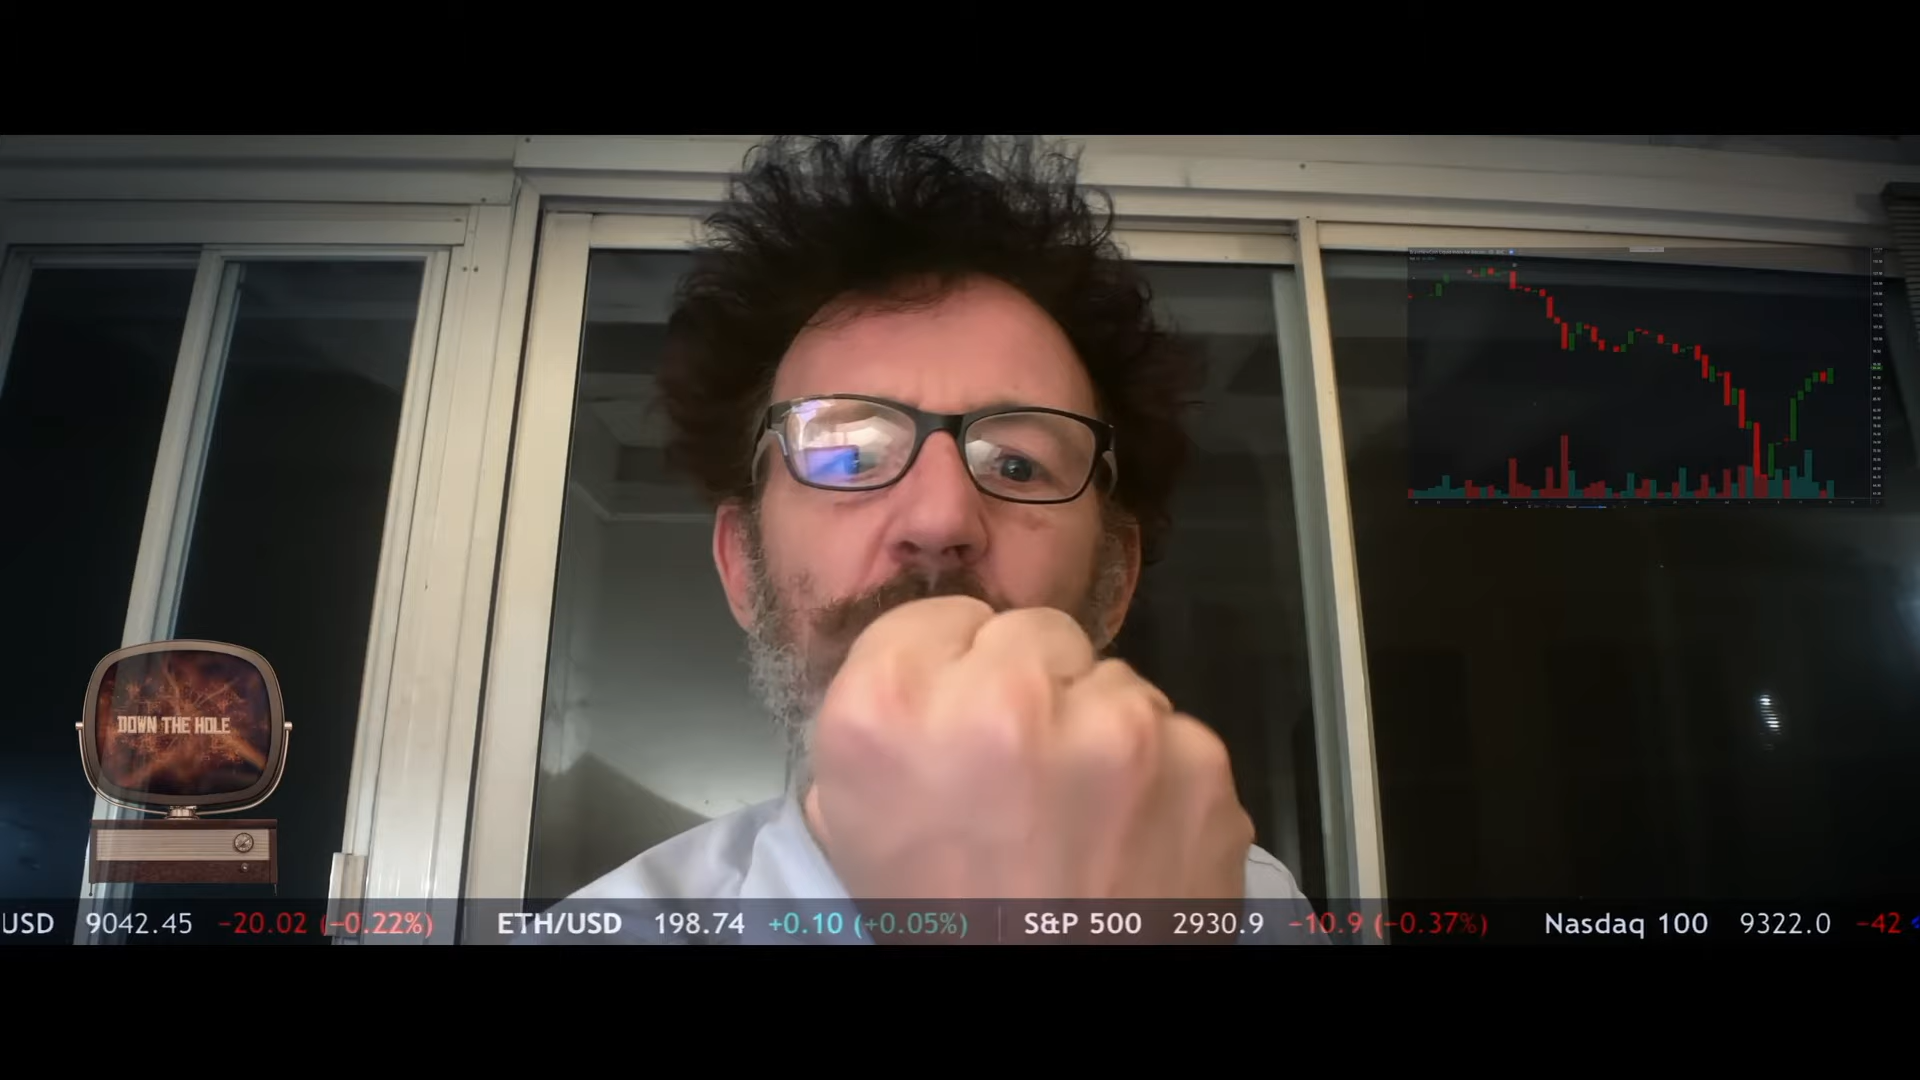 DOWN THE HOLE
USD 9042.45 −20.02 (−0.22%) ETH/USD 198.74 +0.10 (+0.05%) S&P 500 2930.9 −10.9 (−0.37%) Nasdaq 100 9322.0 −42